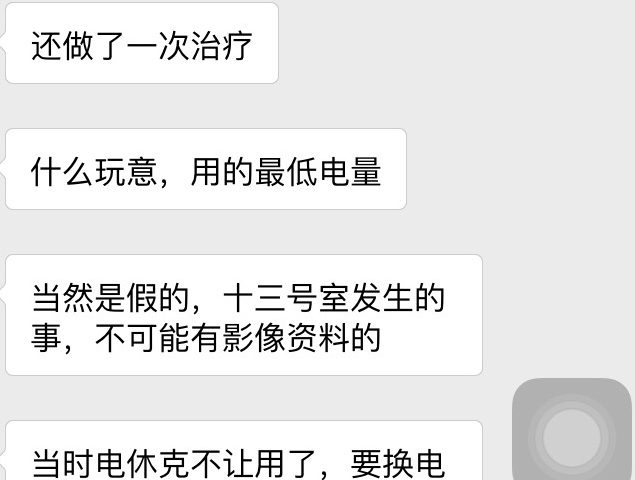 还做了一次治疗
什么玩意，用的最低电量
当然是假的，十三号室发生的
事，不可能有影像资料的
当时电休克不让用了，要换电